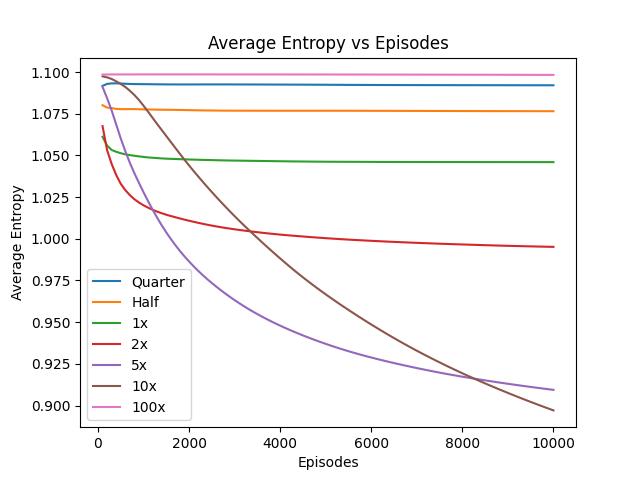 Average Entropy vs Episodes
1.100
1.075
1.050
1.025
1.000
0.975
0.950
0.925
0.900
Average Entropy
Quarter
Half
1x
2x
5x
10x
100x
0 2000 4000 6000 8000 10000
Episodes